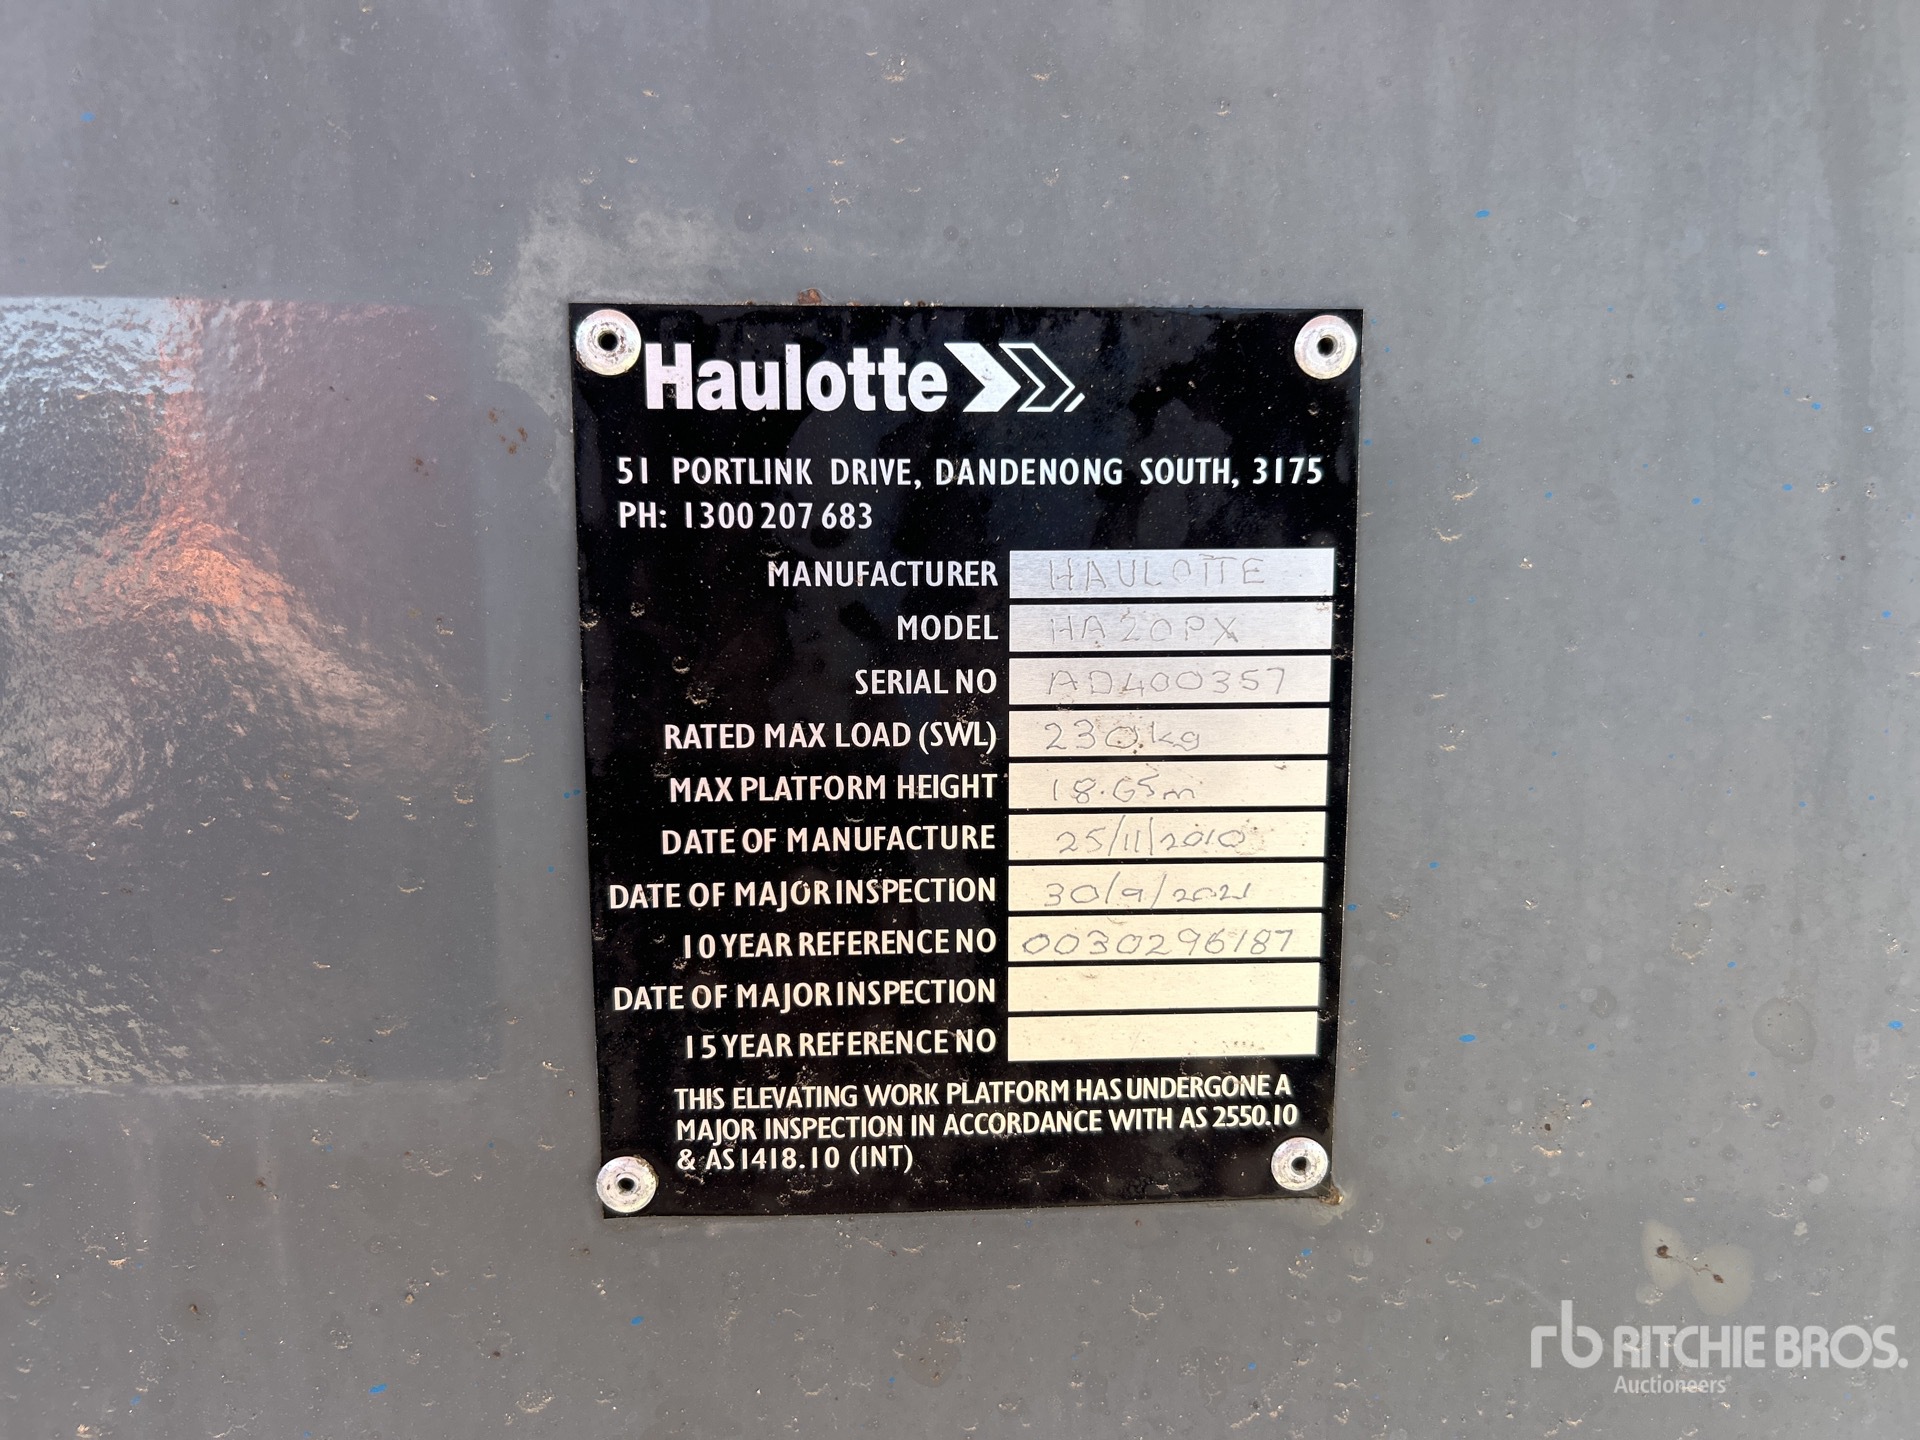 Haulotte
51 PORTLINK DRIVE, DANDENONG SOUTH, 3175
PH: 1300 207 683
MANUFACTURER HAULOTTE
MODEL HA20PX
SERIAL NO AD400357
RATED MAX LOAD (SWL) 230kg
MAX PLATFORM HEIGHT 18.65m
DATE OF MANUFACTURE 25/11/2010
DATE OF MAJOR INSPECTION 30/9/2021
10 YEAR REFERENCE NO 0030296187
DATE OF MAJOR INSPECTION
15 YEAR REFERENCE NO
THIS ELEVATING WORK PLATFORM HAS UNDERGONE A
MAJOR INSPECTION IN ACCORDANCE WITH AS 2550.10
& AS1418.10 (INT)
rb RITCHIE BROS.
Auctioneers